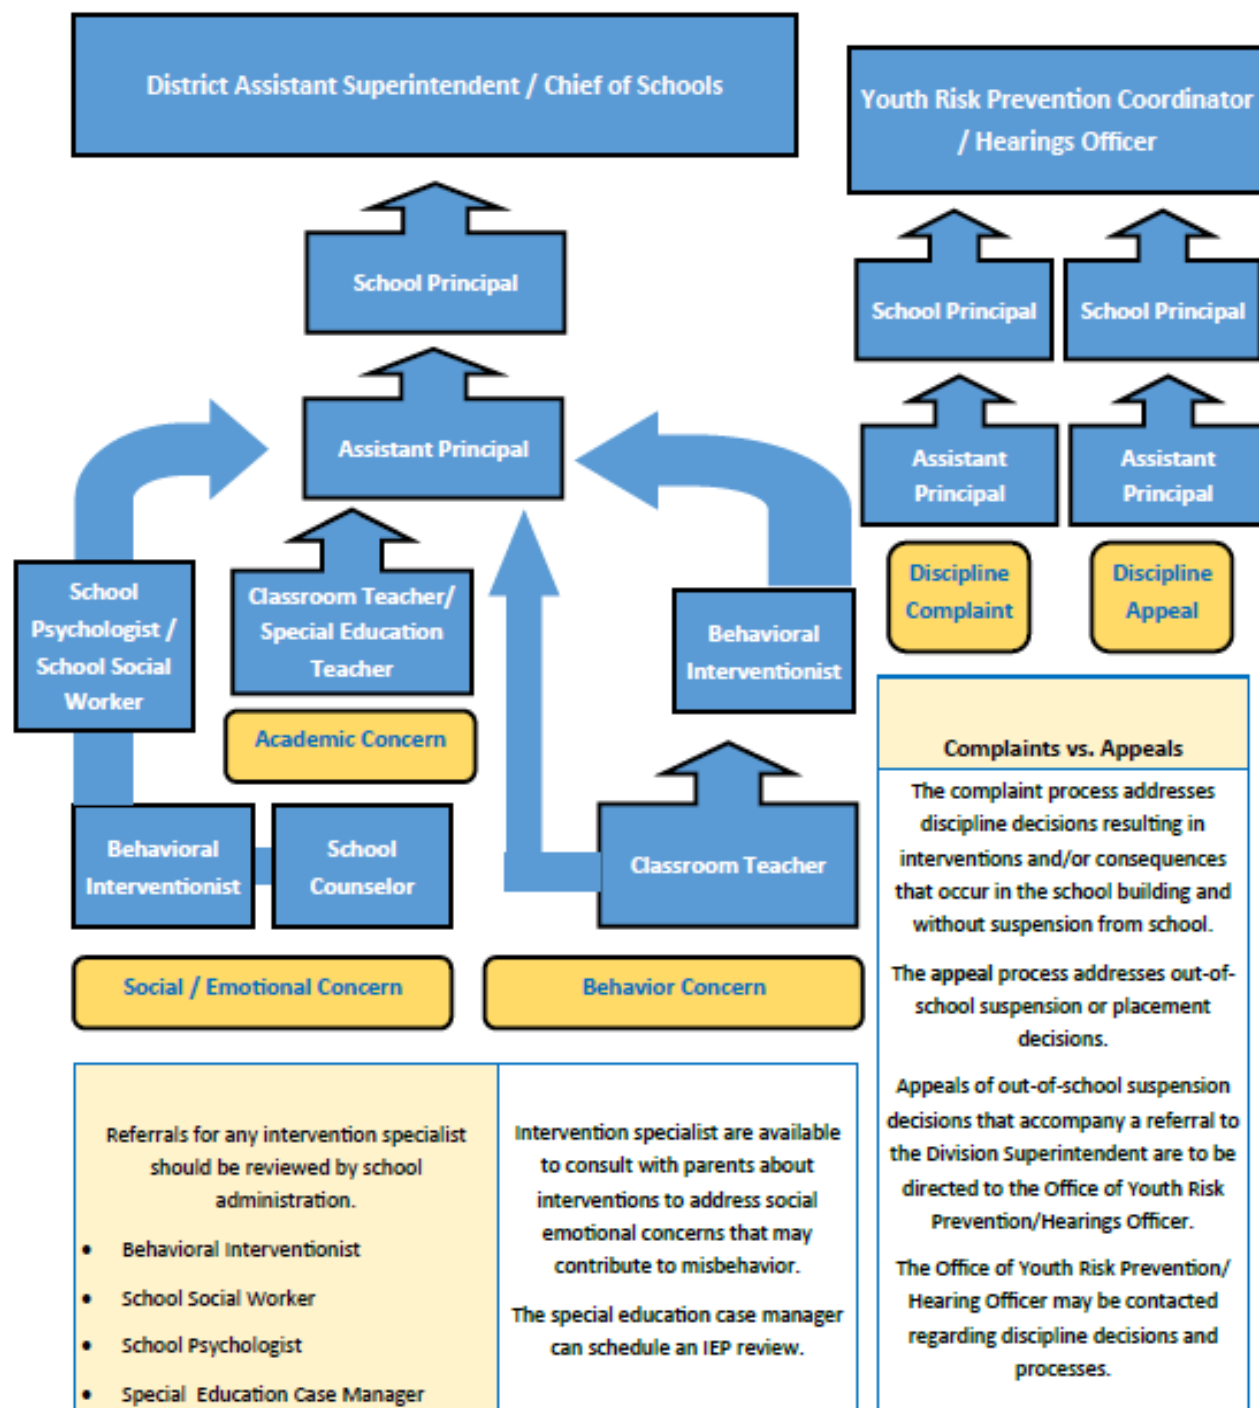 District Assistant Superintendent / Chief of Schools
Youth Risk Prevention Coordinator
/ Hearings Officer
School Principal
School Principal
School Principal
Assistant Principal
Assistant
Principal
Assistant
Principal
School
Psychologist /
School Social
Worker
Classroom Teacher/
Special Education
Teacher
Behavioral
Interventionist
Discipline
Complaint
Discipline
Appeal
Academic Concern
Behavioral
Interventionist
School
Counselor
Classroom Teacher
Social / Emotional Concern
Behavior Concern
Complaints vs. Appeals
The complaint process addresses
discipline decisions resulting in
interventions and/or consequences
that occur in the school building and
without suspension from school.
The appeal process addresses out-of-
school suspension or placement
decisions.
Appeals of out-of-school suspension
decisions that accompany a referral to
the Division Superintendent are to be
directed to the Office of Youth Risk
Prevention/Hearings Officer.
The Office of Youth Risk Prevention/
Hearing Officer may be contacted
regarding discipline decisions and
processes.
Referrals for any intervention specialist
should be reviewed by school
administration.
• Behavioral Interventionist
• School Social Worker
• School Psychologist
• Special Education Case Manager
Intervention specialist are available
to consult with parents about
interventions to address social
emotional concerns that may
contribute to misbehavior.
The special education case manager
can schedule an IEP review.